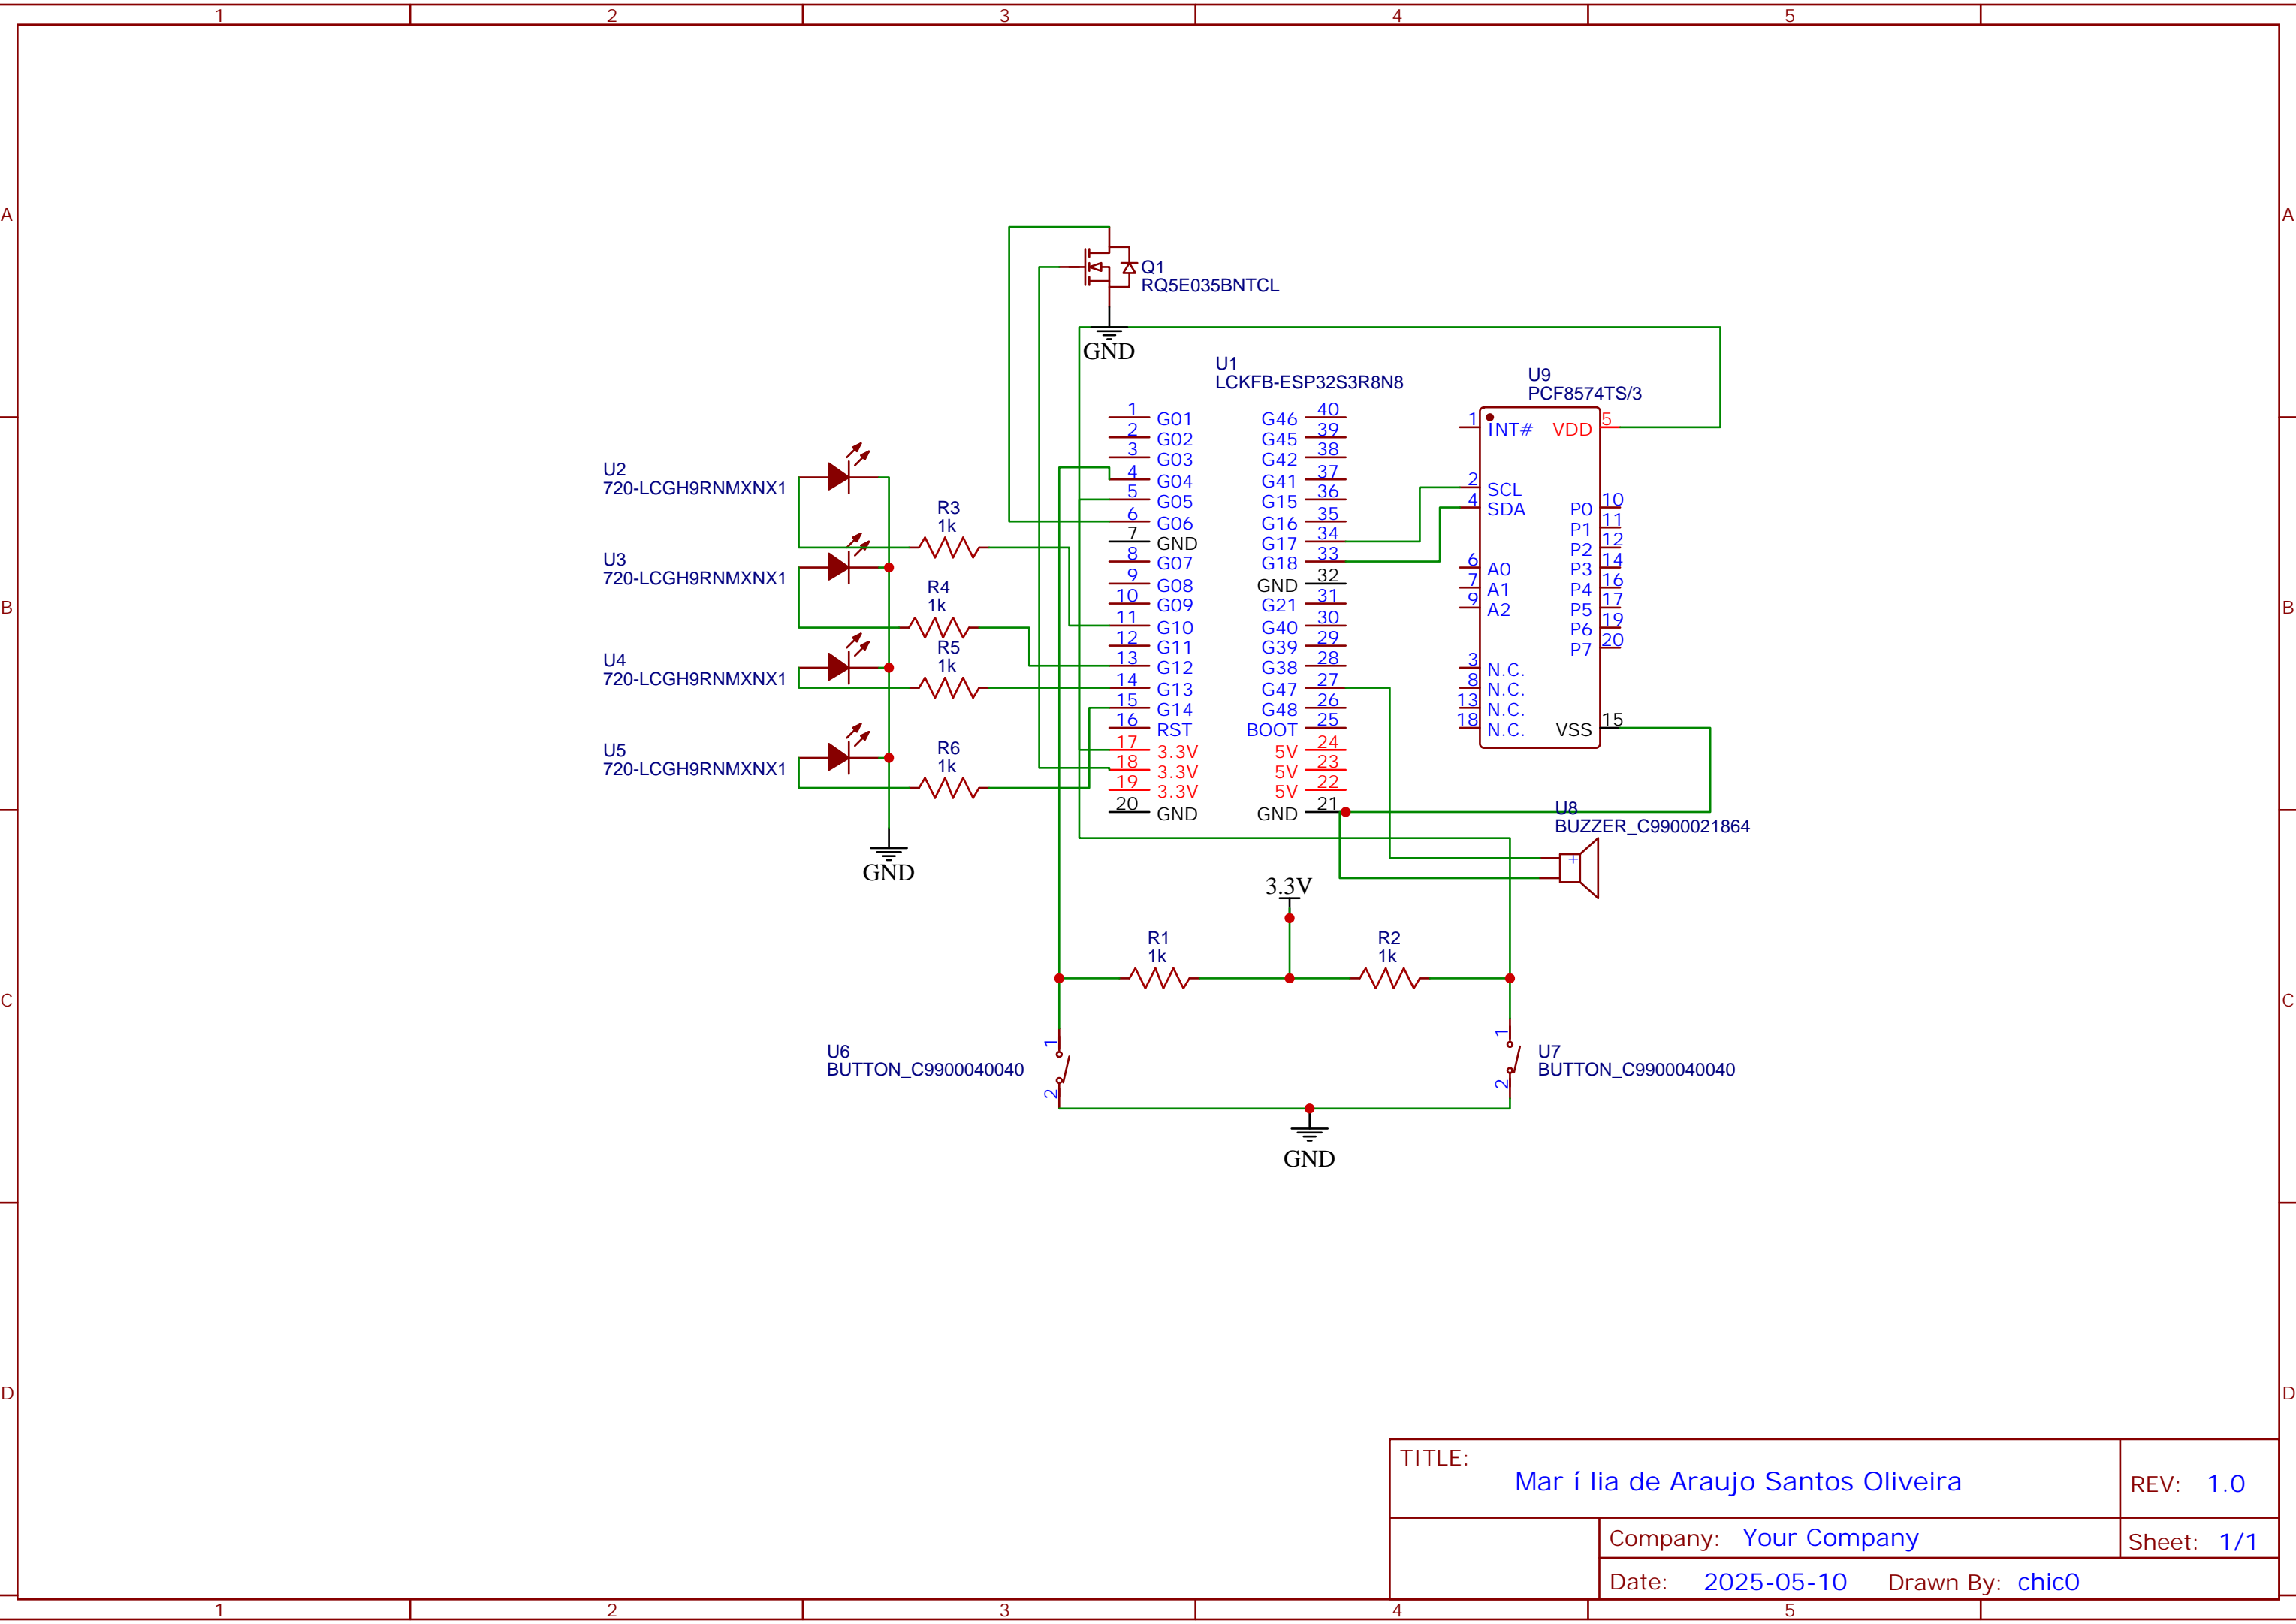 1 2 3 4 5
A A
B B
C C
D D
Q1
RQ5E035BNTCL
GND
U1
LCKFB-ESP32S3R8N8
1 G01 G46 40
2 G02 G45 39
3 G03 G42 38
4 G04 G41 37
5 G05 G15 36
6 G06 G16 35
7 GND G17 34
8 G07 G18 33
9 G08 GND 32
10 G09 G21 31
11 G10 G40 30
12 G11 G39 29
13 G12 G38 28
14 G13 G47 27
15 G14 G48 26
16 RST BOOT 25
17 3.3V 5V 24
18 3.3V 5V 23
19 3.3V 5V 22
20 GND GND 21
U9
PCF8574TS/3
1 INT# VDD 5
2 SCL
4 SDA P0 10
P1 11
P2 12
6 A0 P3 14
7 A1 P4 16
9 A2 P5 17
P6 19
P7 20
3 N.C.
8 N.C.
13 N.C.
18 N.C. VSS 15
U2
720-LCGH9RNMXNX1
R3
1k
U3
720-LCGH9RNMXNX1
R4
1k
U4
720-LCGH9RNMXNX1
R5
1k
U5
720-LCGH9RNMXNX1
R6
1k
GND
U8
BUZZER_C9900021864
+
3.3V
R1
1k
R2
1k
U6
BUTTON_C9900040040
1
2
U7
BUTTON_C9900040040
1
2
GND
TITLE:
Mar í lia de Araujo Santos Oliveira
REV: 1.0
Company: Your Company
Sheet: 1/1
Date: 2025-05-10 Drawn By: chic0
1 2 3 4 5